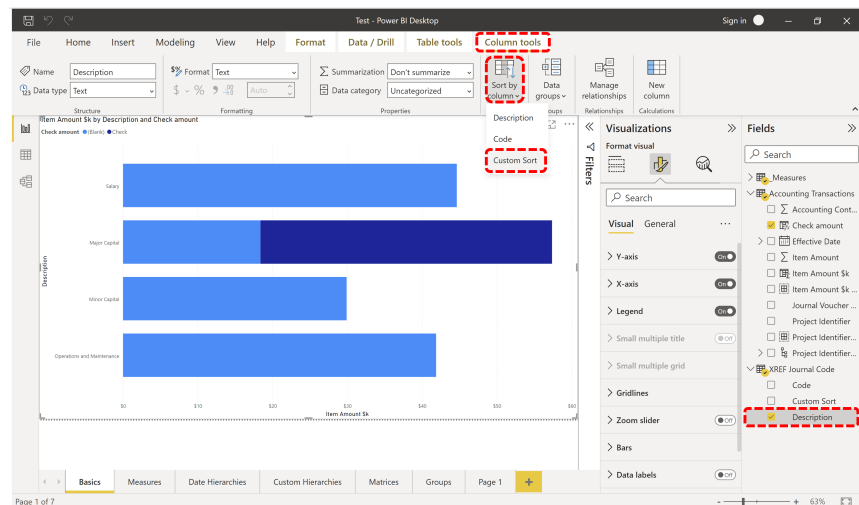 Test - Power BI Desktop
Sign in
File Home Insert Modeling View Help Format Data / Drill Table tools Column tools
Name Description
Data type Text
Structure
$% Format Text
$ - % 9 .00 Auto
Formatting
Summarization Don't summarize
Data category Uncategorized
Properties
Sort by column
Data groups
oups
Manage relationships
Relationships
New column
Calculations
Description
Code
Custom Sort
Item Amount $k by Description and Check amount
Check amount (Blank) Check
Description
Salary
Major Capital
Minor Capital
Operations and Maintenance
$0 $10 $20 $30 $40 $50 $60
Item Amount $k
Filters
Visualizations
Format visual
Search
Visual General
Y-axis On
X-axis On
Legend On
Small multiple title Off
Small multiple grid
Gridlines
Zoom slider Off
Bars
Data labels Off
Fields
Search
_Measures
Accounting Transactions
Accounting Cont...
Check amount
Effective Date
Item Amount
Item Amount $k
Item Amount $k ...
Journal Voucher ...
Project Identifier
Project Identifier...
Project Identifier...
XREF Journal Code
Code
Custom Sort
Description
Basics Measures Date Hierarchies Custom Hierarchies Matrices Groups Page 1 +
Page 1 of 7
- + 63%